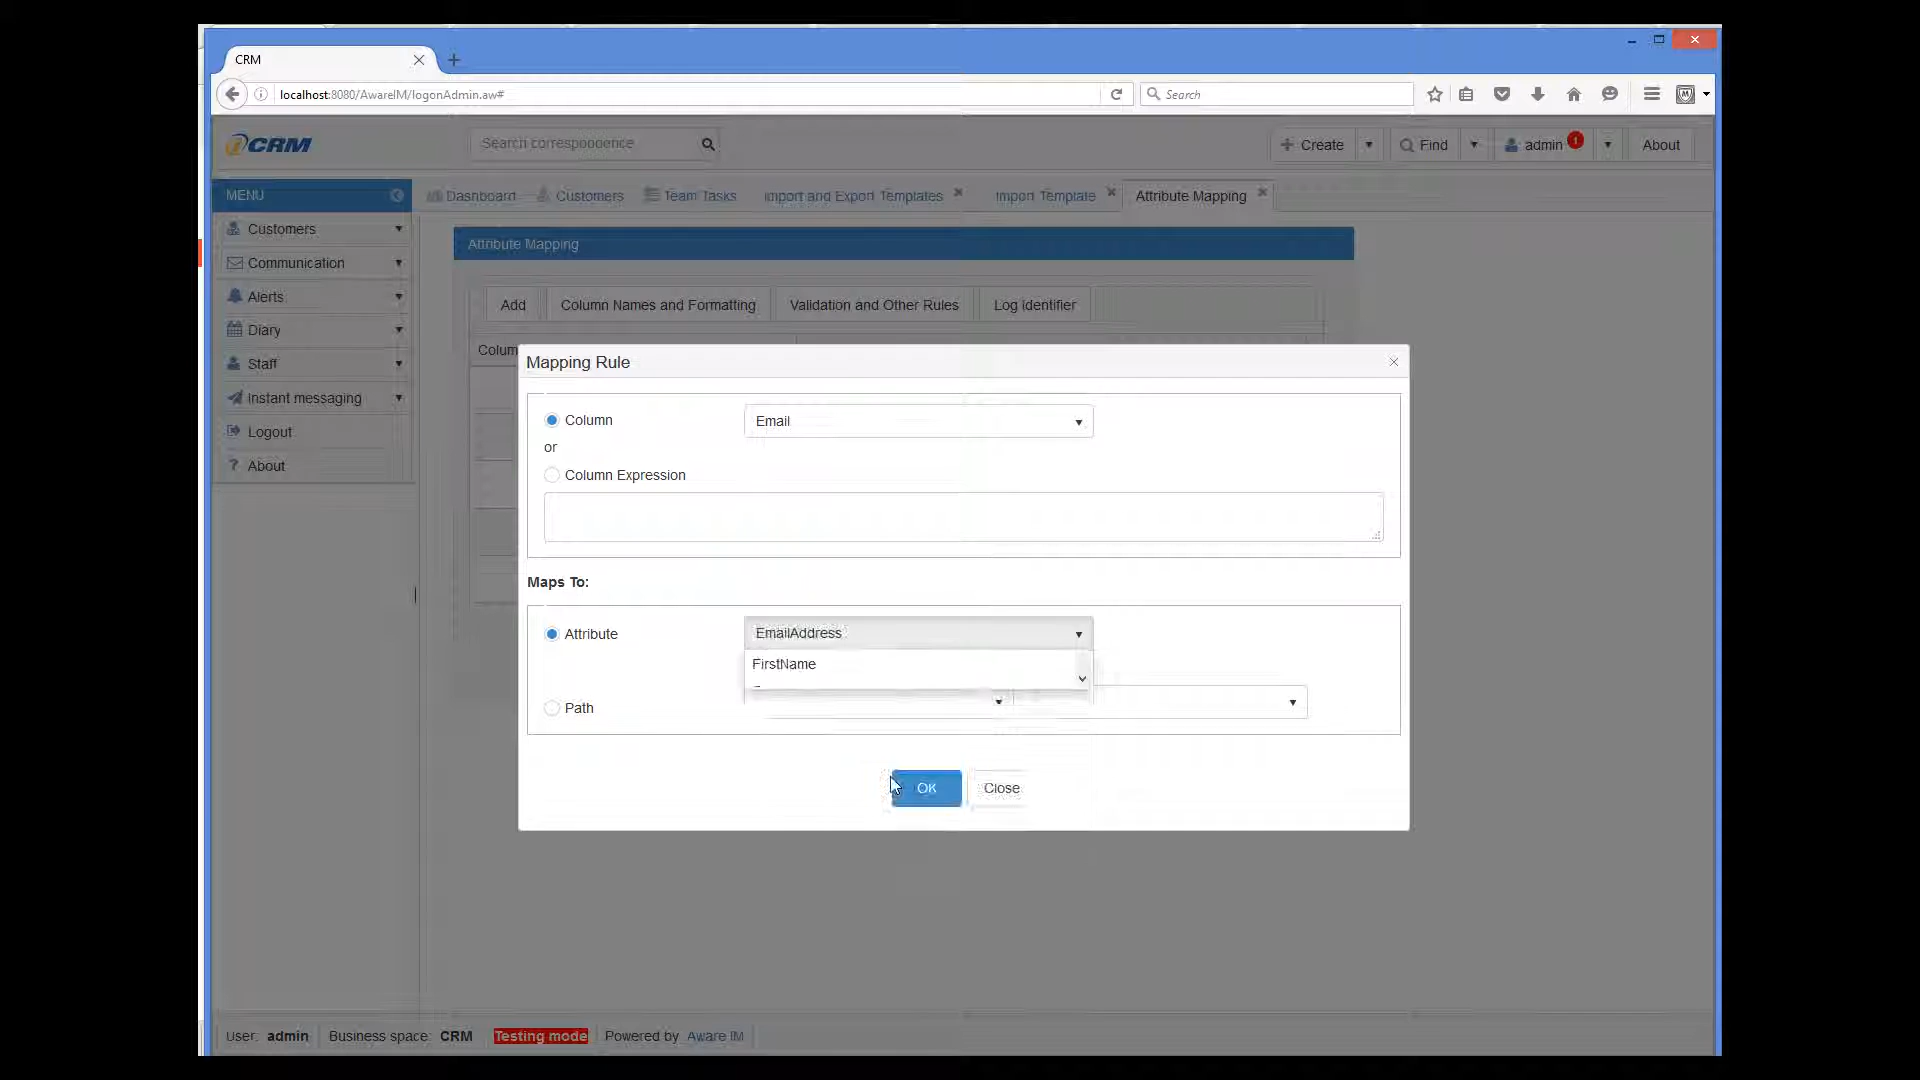 CRM
localhost:8080/AwareIM/logonAdmin.aw#
Search
CRM
Search correspondence
Create
Find
admin
1
About
MENU
Dashboard
Customers
Team Tasks
Import and Export Templates
Import Template
Attribute Mapping
Customers
Communication
Alerts
Diary
Staff
Instant messaging
Logout
About
Attribute Mapping
Add
Column Names and Formatting
Validation and Other Rules
Log identifier
Colum
Mapping Rule
Column
Email
or
Column Expression
Maps To:
Attribute
EmailAddress
FirstName
Path
OK
Close
User: admin
Business space: CRM
Testing mode
Powered by Aware IM